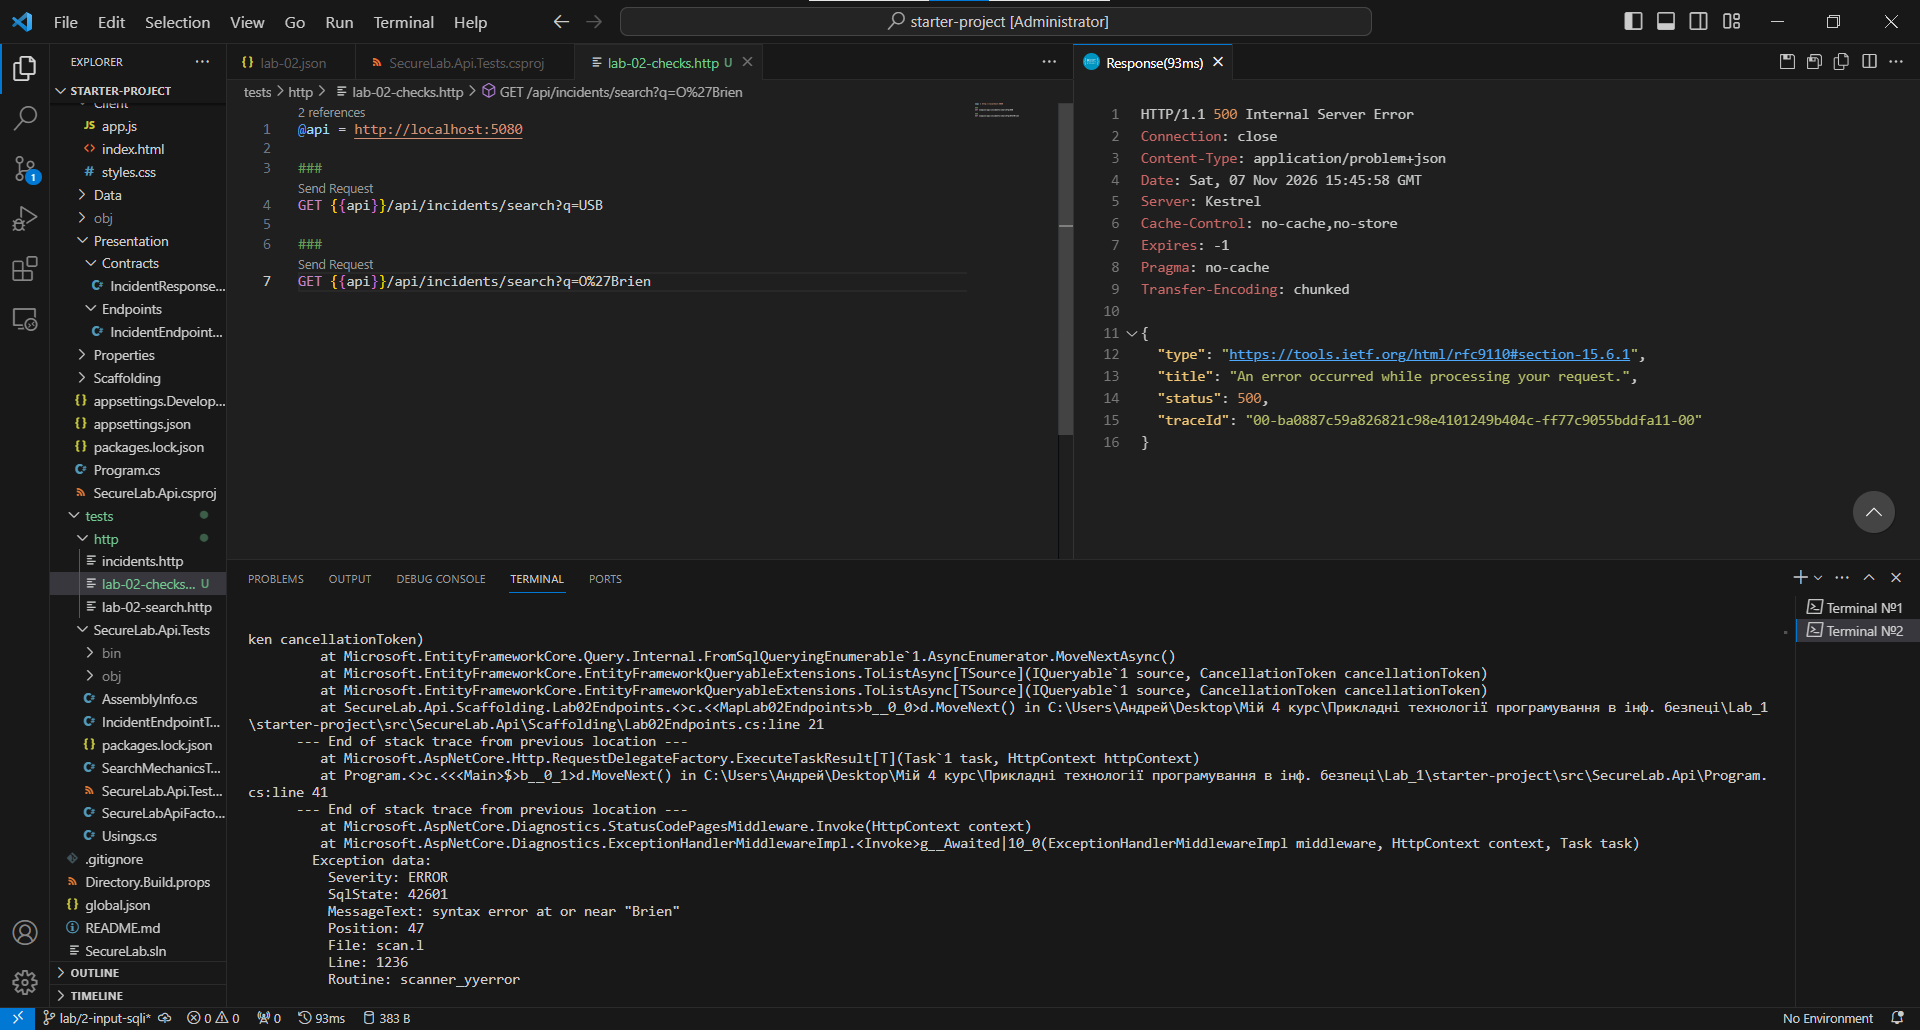 File Edit Selection View Go Run Terminal Help
starter-project [Administrator]
EXPLORER
STARTER-PROJECT
Client
app.js
index.html
styles.css
Data
obj
Presentation
Contracts
IncidentResponse...
Endpoints
IncidentEndpoint...
Properties
Scaffolding
appsettings.Develop...
appsettings.json
packages.lock.json
Program.cs
SecureLab.Api.csproj
tests
http
incidents.http
lab-02-checks... U
lab-02-search.http
SecureLab.Api.Tests
bin
obj
AssemblyInfo.cs
IncidentEndpointT...
packages.lock.json
SearchMechanicsT...
SecureLab.Api.Test...
SecureLabApiFacto...
Usings.cs
.gitignore
Directory.Build.props
global.json
README.md
SecureLab.sln
OUTLINE
TIMELINE
lab-02.json
SecureLab.Api.Tests.csproj
lab-02-checks.http U
tests > http > lab-02-checks.http > GET /api/incidents/search?q=O%27Brien
2 references
1 @api = http://localhost:5080
2
3 ###
Send Request
4 GET {{api}}/api/incidents/search?q=USB
5
6 ###
Send Request
7 GET {{api}}/api/incidents/search?q=O%27Brien
Response(93ms)
1 HTTP/1.1 500 Internal Server Error
2 Connection: close
3 Content-Type: application/problem+json
4 Date: Sat, 07 Nov 2026 15:45:58 GMT
5 Server: Kestrel
6 Cache-Control: no-cache,no-store
7 Expires: -1
8 Pragma: no-cache
9 Transfer-Encoding: chunked
10
11 {
12 "type": "https://tools.ietf.org/html/rfc9110#section-15.6.1",
13 "title": "An error occurred while processing your request.",
14 "status": 500,
15 "traceId": "00-ba0887c59a826821c98e4101249b404c-ff77c9055bddfa11-00"
16 }
PROBLEMS OUTPUT DEBUG CONSOLE TERMINAL PORTS
Terminal №1
Terminal №2
ken cancellationToken)
at Microsoft.EntityFrameworkCore.Query.Internal.FromSqlQueryingEnumerable`1.AsyncEnumerator.MoveNextAsync()
at Microsoft.EntityFrameworkCore.EntityFrameworkQueryableExtensions.ToListAsync[TSource](IQueryable`1 source, CancellationToken cancellationToken)
at Microsoft.EntityFrameworkCore.EntityFrameworkQueryableExtensions.ToListAsync[TSource](IQueryable`1 source, CancellationToken cancellationToken)
at SecureLab.Api.Scaffolding.Lab02Endpoints.<>c.<<MapLab02Endpoints>b__0_0>d.MoveNext() in C:\Users\Андрей\Desktop\Мій 4 курс\Прикладні технології програмування в інф. безпеці\Lab_1
\starter-project\src\SecureLab.Api\Scaffolding\Lab02Endpoints.cs:line 21
--- End of stack trace from previous location ---
at Microsoft.AspNetCore.Http.RequestDelegateFactory.ExecuteTaskResult[T](Task`1 task, HttpContext httpContext)
at Program.<>c.<<<Main>$>b__0_1>d.MoveNext() in C:\Users\Андрей\Desktop\Мій 4 курс\Прикладні технології програмування в інф. безпеці\Lab_1\starter-project\src\SecureLab.Api\Program.
cs:line 41
--- End of stack trace from previous location ---
at Microsoft.AspNetCore.Diagnostics.StatusCodePagesMiddleware.Invoke(HttpContext context)
at Microsoft.AspNetCore.Diagnostics.ExceptionHandlerMiddlewareImpl.<Invoke>g__Awaited|10_0(ExceptionHandlerMiddlewareImpl middleware, HttpContext context, Task task)
Exception data:
Severity: ERROR
SqlState: 42601
MessageText: syntax error at or near "Brien"
Position: 47
File: scan.l
Line: 1236
Routine: scanner_yyerror
lab/2-input-sqli* 0 0 0 93ms 383 B
No Environment